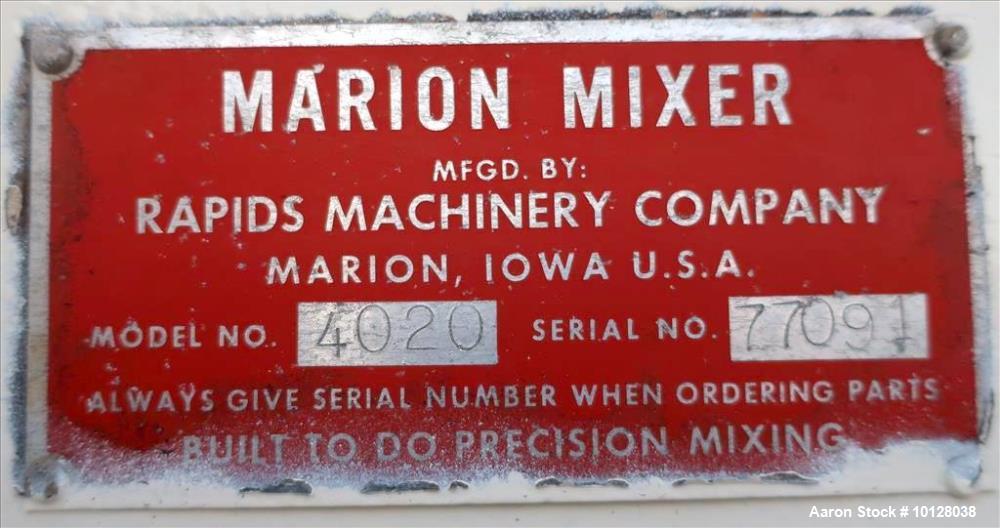 MARION MIXER
MFGD. BY:
RAPIDS MACHINERY COMPANY
MARION, IOWA U.S.A.
MODEL NO. 4020 SERIAL NO. 77091
ALWAYS GIVE SERIAL NUMBER WHEN ORDERING PARTS
BUILT TO DO PRECISION MIXING
Aaron Stock # 10128038